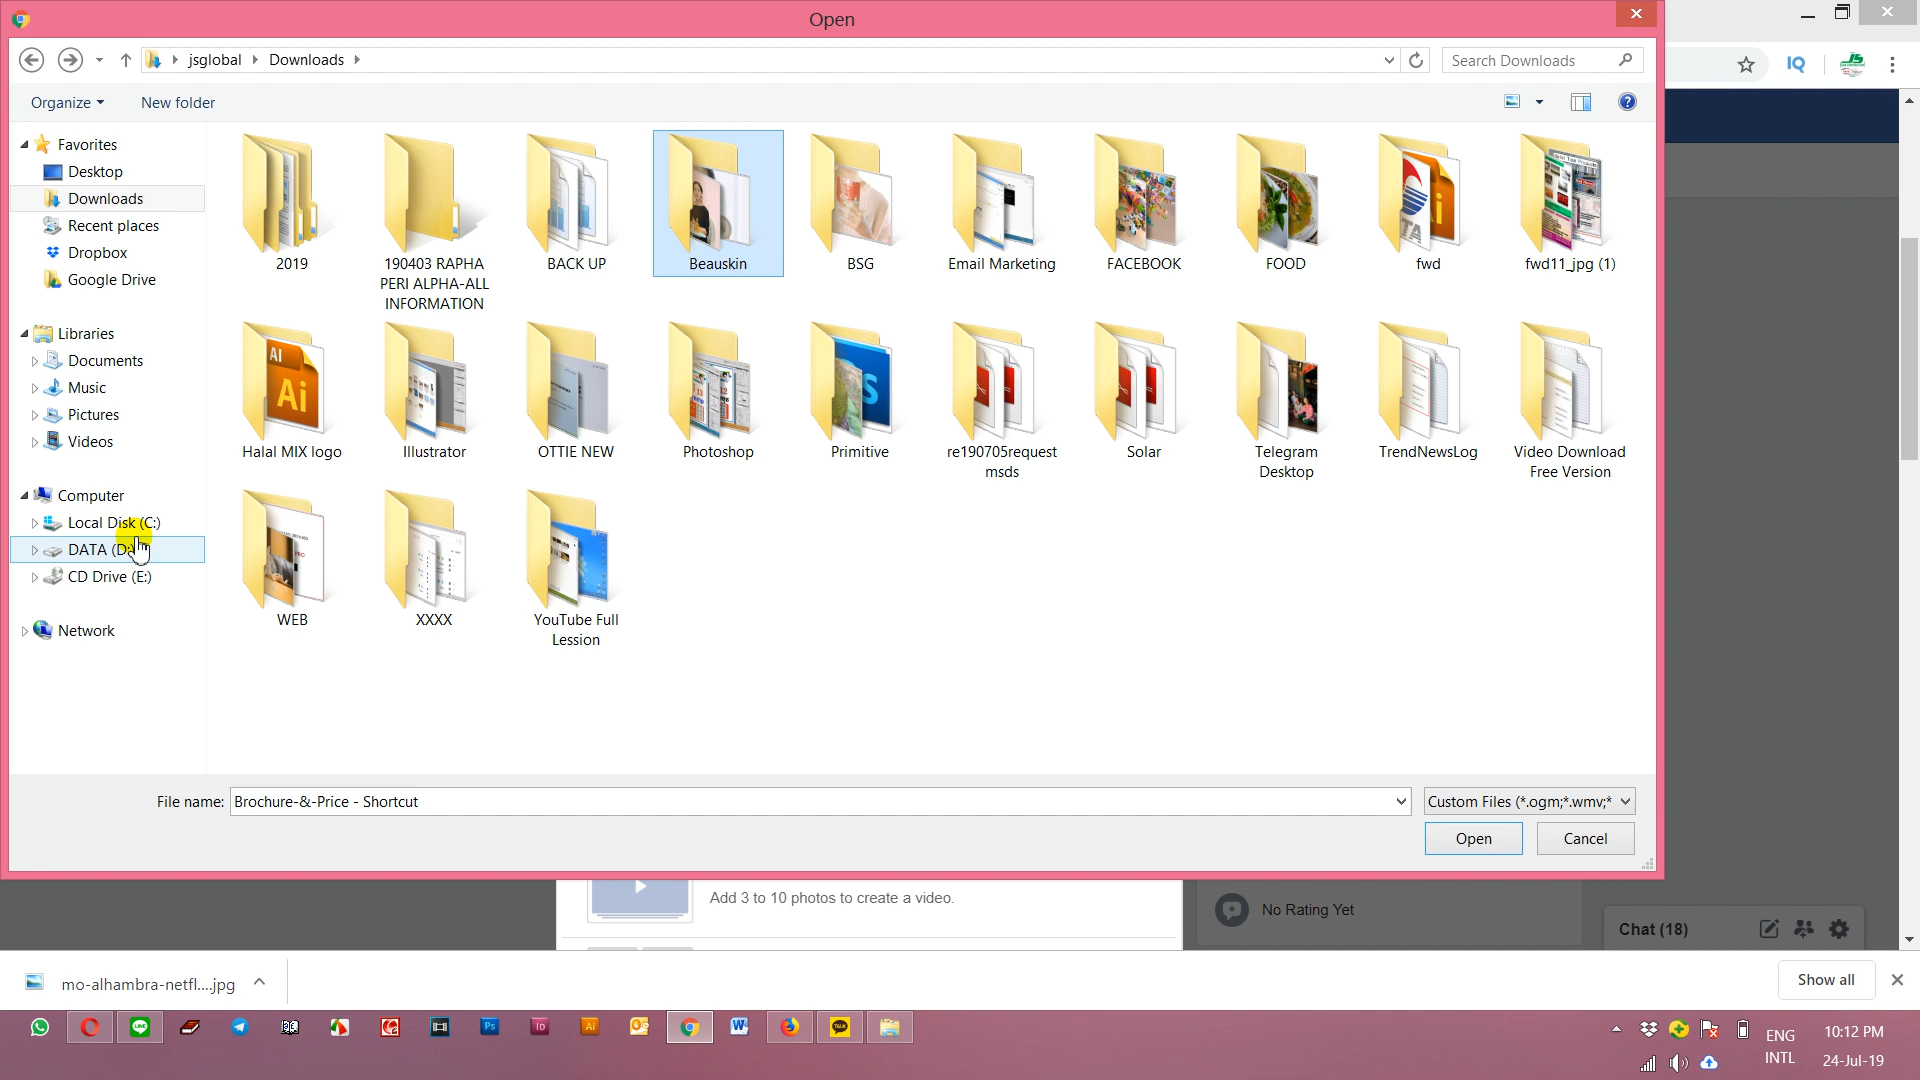 Open
jsglobal
Downloads
Search Downloads
IQ
JS
Organize
New folder
Favorites
Desktop
Downloads
Recent places
Dropbox
Google Drive
Libraries
Documents
Music
Pictures
Videos
Computer
Local Disk (C:)
DATA (D:)
CD Drive (E:)
Network
2019
190403 RAPHA
PERI ALPHA-ALL
INFORMATION
BACK UP
Beauskin
BSG
Email Marketing
FACEBOOK
FOOD
fwd
fwd11_jpg (1)
Halal MIX logo
Illustrator
OTTIE NEW
Photoshop
Primitive
re190705request
msds
Solar
Telegram
Desktop
TrendNewsLog
Video Download
Free Version
WEB
XXXX
YouTube Full
Lession
File name:
Brochure-&-Price - Shortcut
Custom Files (*.ogm;*.wmv;*
Open
Cancel
Add 3 to 10 photos to create a video.
No Rating Yet
Chat (18)
mo-alhambra-netfl....jpg
Show all
ENG
INTL
10:12 PM
24-Jul-19